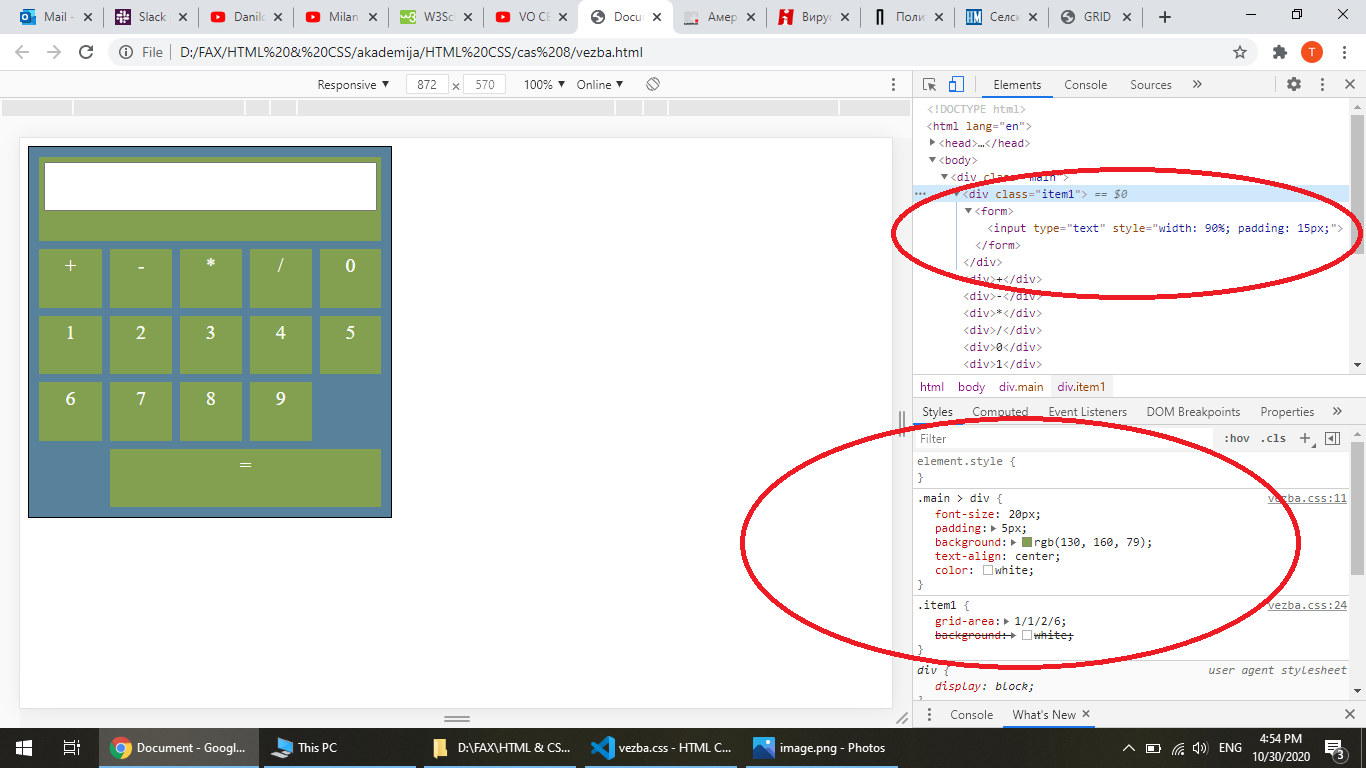 Mail -
Slack
Danilo
Milan
W3Sc
VO CE
Docu
Амер
Вирус
Поли
Селск
GRID
File | D:/FAX/HTML%20&%20CSS/akademija/HTML%20CSS/cas%208/vezba.html
T
Responsive ▼ 872 x 570 100% ▼ Online ▼
Elements Console Sources »
<!DOCTYPE html>
<html lang="en">
<head>…</head>
<body>
<div class="main">
<div class="item1"> == $0
<form>
<input type="text" style="width: 90%; padding: 15px;">
</form>
</div>
<div>+</div>
<div>-</div>
<div>*</div>
<div>/</div>
<div>0</div>
<div>1</div>
+ - * / 0
1 2 3 4 5
6 7 8 9
=
html body div.main div.item1
Styles Computed Event Listeners DOM Breakpoints Properties »
Filter :hov .cls +
element.style {
}
.main > div { vezba.css:11
font-size: 20px;
padding: 5px;
background: rgb(130, 160, 79);
text-align: center;
color: white;
}
.item1 { vezba.css:24
grid-area: 1/1/2/6;
background: white;
}
div { user agent stylesheet
display: block;
Console What's New ×
Document - Googl...
This PC
D:\FAX\HTML & CS...
vezba.css - HTML C...
image.png - Photos
ENG
4:54 PM
10/30/2020
3